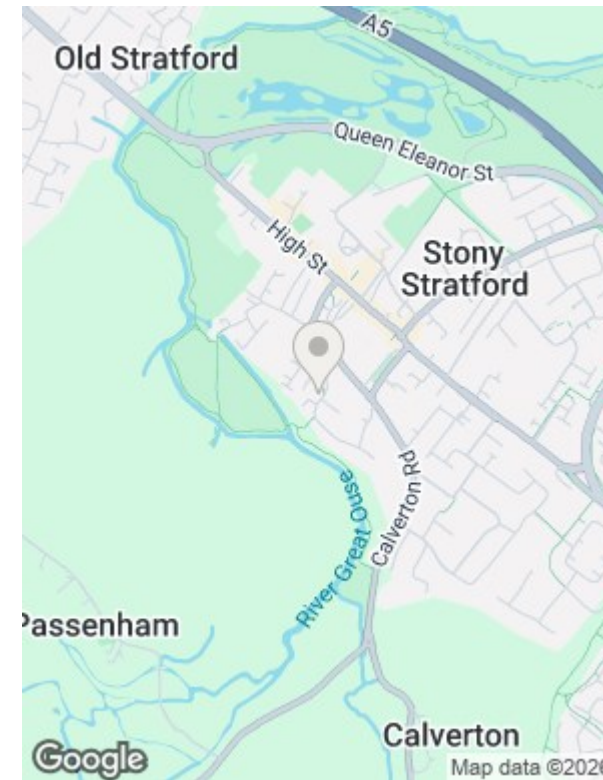 A5
Old Stratford
Queen Eleanor St
High St
Stony
Stratford
River Great Ouse
Calverton Rd
Passenham
Calverton
Google
Map data ©2026